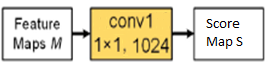 Feature
Maps M
conv1
1×1, 1024
Score
Map S